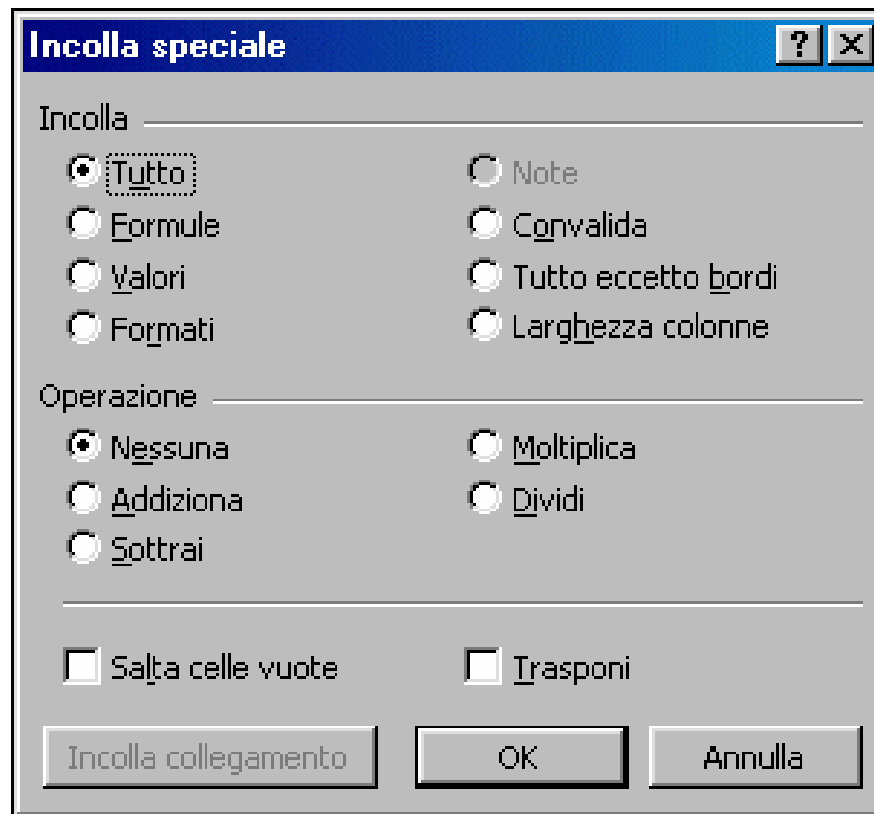 Incolla speciale
Incolla
Tutto Note
Formule Convalida
Valori Tutto eccetto bordi
Formati Larghezza colonne
Operazione
Nessuna Moltiplica
Addiziona Dividi
Sottrai
Salta celle vuote Trasponi
Incolla collegamento OK Annulla